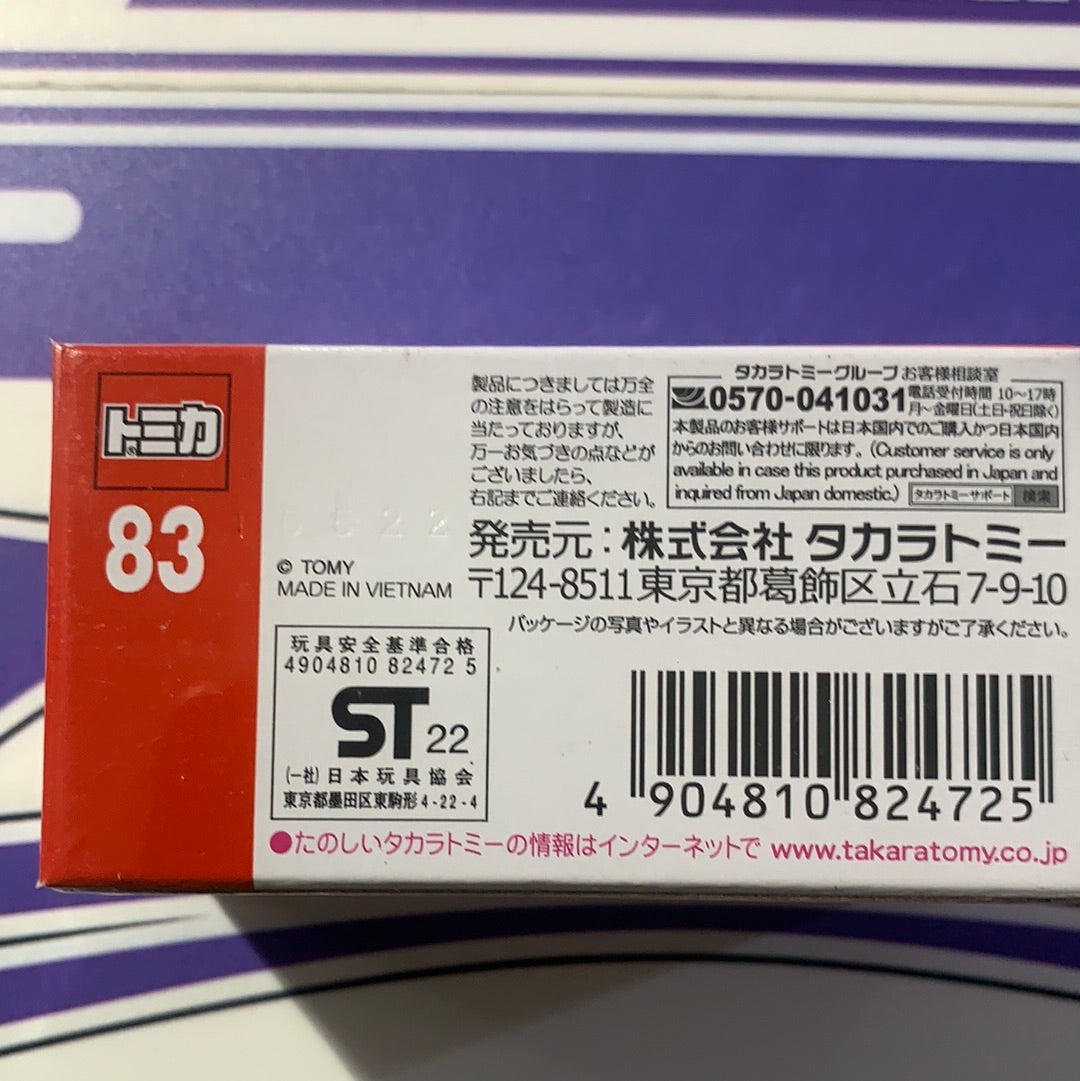 トミカ
83
製品につきましては万全
の注意をはらって製造に
当たっておりますが、
万一お気づきの点などが
ございましたら、
右記までご連絡ください。
タカラトミーグループ お客様相談室
0570-041031 電話受付時間 10〜17時
月〜金曜日(土日・祝日除く)
本製品のお客様サポートは日本国内でのご購入かつ日本国内
からのお問い合わせに限ります。(Customer service is only
available in case this product purchased in Japan and
inquired from Japan domestic.) タカラトミーサポート 検索
発売元：株式会社 タカラトミー
〒124-8511 東京都葛飾区立石7-9-10
© TOMY
MADE IN VIETNAM
パッケージの写真やイラストと異なる場合がございますがご了承ください。
玩具安全基準合格
4904810 82472 5
ST 22
(一社)日本玩具協会
東京都墨田区東駒形4-22-4
4 904810 824725
●たのしいタカラトミーの情報はインターネットで www.takaratomy.co.jp